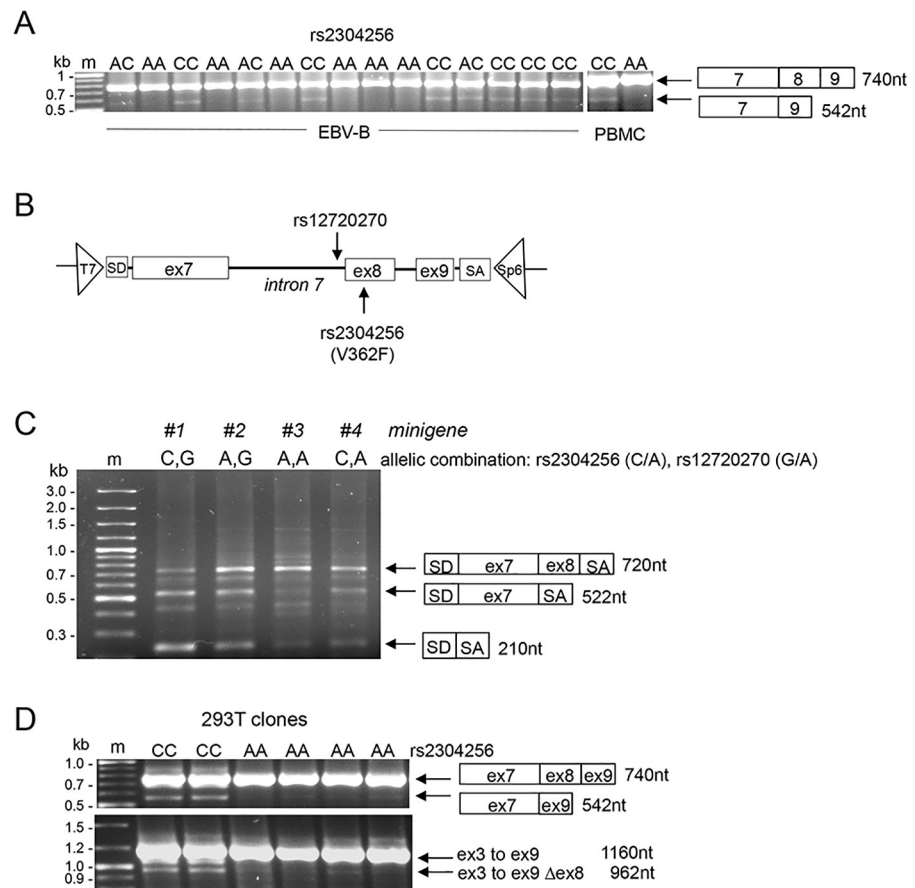 A
rs2304256
kb m AC AA CC AA AC AA CC AA AA AA CC AC CC CC CC CC AA
1 -
0.7 -
0.5 -
7 8 9 740nt
7 9 542nt
EBV-B
PBMC
B
rs12720270
T7 SD ex7 ex8 ex9 SA Sp6
intron 7
rs2304256
(V362F)
C
#1 #2 #3 #4 minigene
m C,G A,G A,A C,A allelic combination: rs2304256 (C/A), rs12720270 (G/A)
kb
3.0 -
2.0 -
1.5 -
1.0 -
0.7 -
0.5 -
0.3 -
SD ex7 ex8 SA 720nt
SD ex7 SA 522nt
SD SA 210nt
D
293T clones
kb m CC CC AA AA AA AA rs2304256
1.0 -
0.7 -
0.5 -
ex7 ex8 ex9 740nt
ex7 ex9 542nt
1.5 -
1.0 -
0.9 -
ex3 to ex9 1160nt
ex3 to ex9 Δex8 962nt